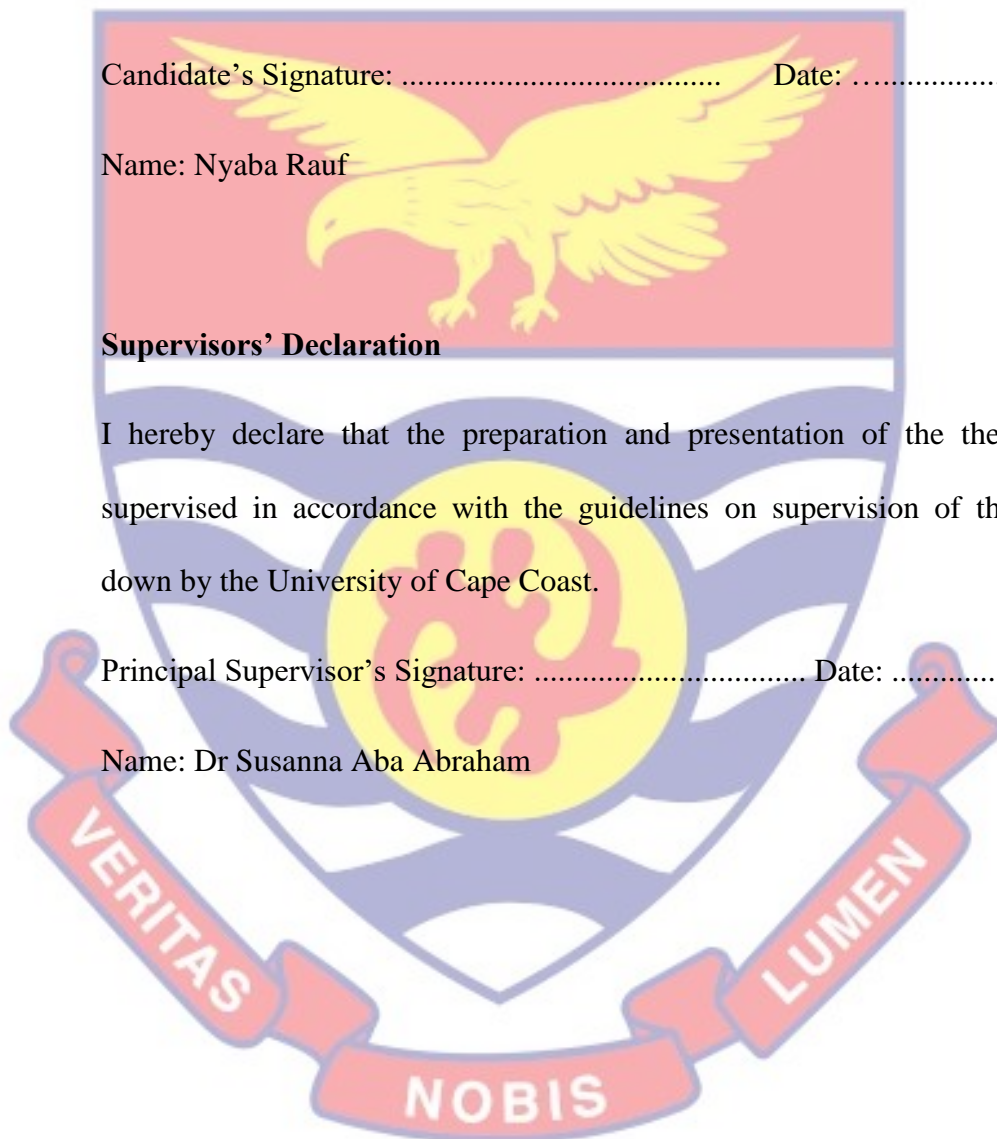 Candidate’s Signature: ........................................ Date: …..............
Name: Nyaba Rauf
Supervisors’ Declaration
I hereby declare that the preparation and presentation of the the
supervised in accordance with the guidelines on supervision of th
down by the University of Cape Coast.
Principal Supervisor’s Signature: .................................. Date: .............
Name: Dr Susanna Aba Abraham
VERITAS
NOBIS
LUMEN